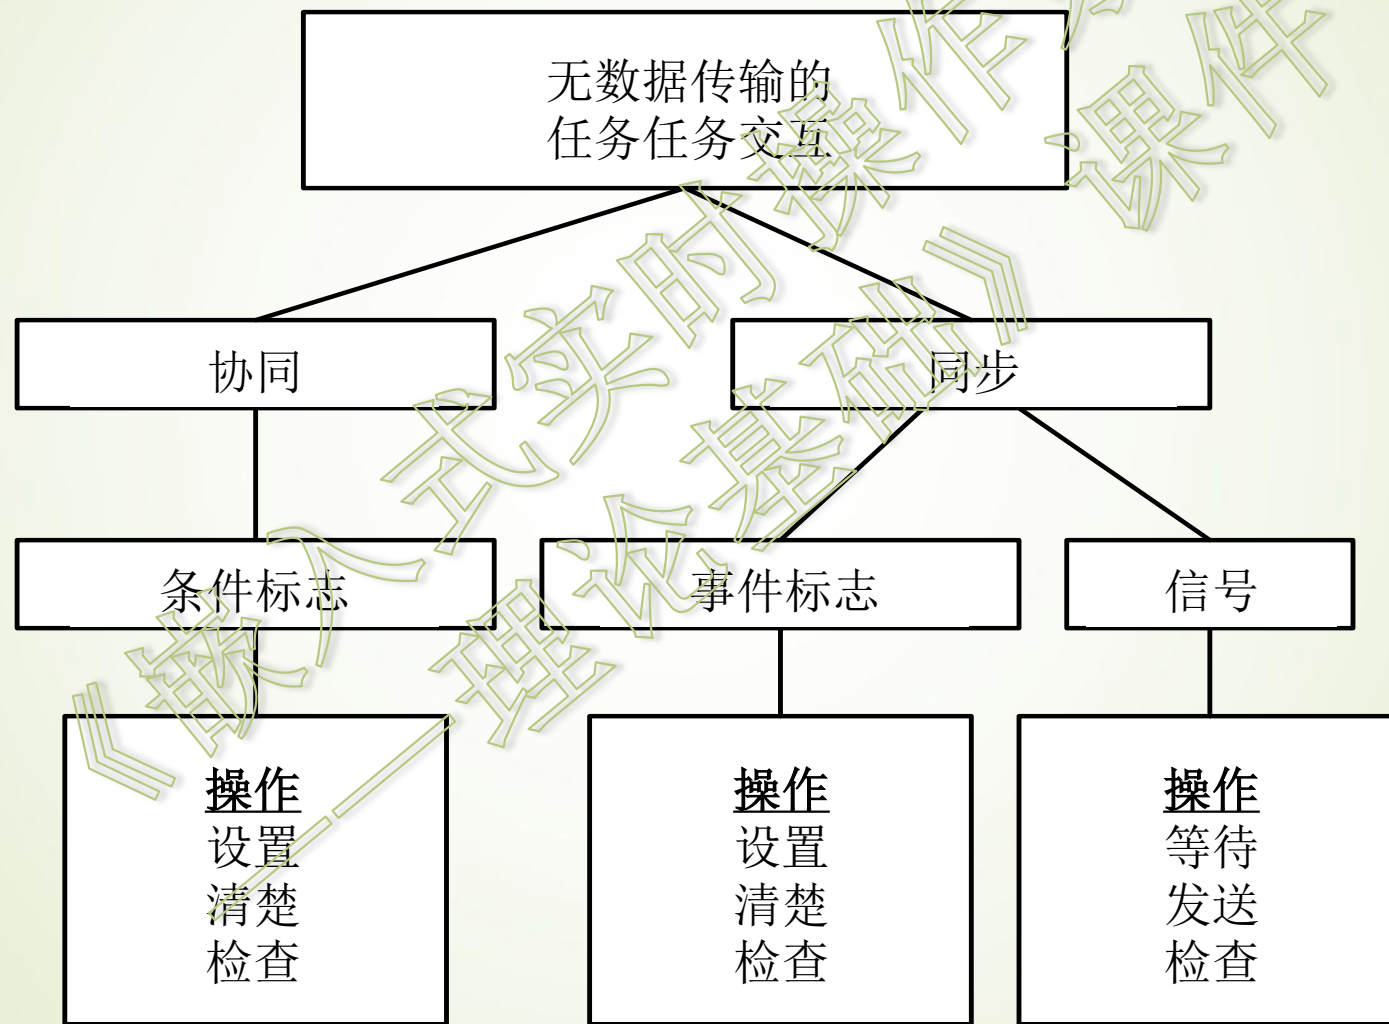 无数据传输的
任务任务交互
协同
同步
条件标志
事件标志
信号
操作
设置
清楚
检查
操作
设置
清楚
检查
操作
等待
发送
检查
《嵌入式实时操作
——理论基础》课件